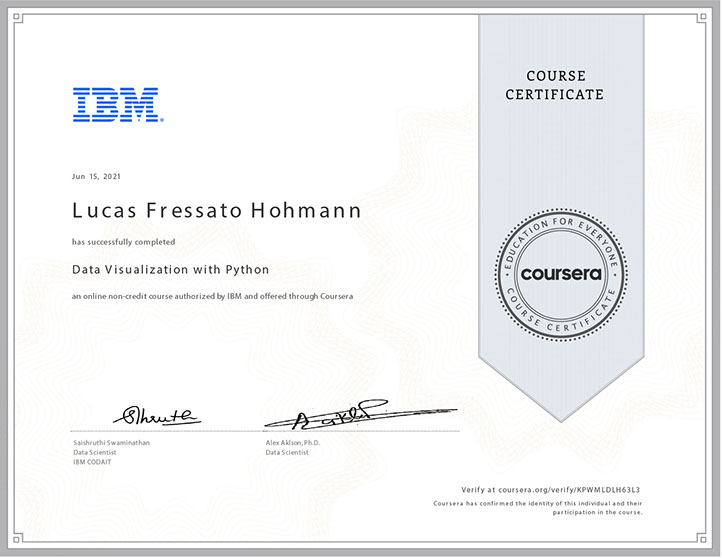 COURSE
CERTIFICATE
IBM
Jun 15, 2021
Lucas Fressato Hohmann
has successfully completed
Data Visualization with Python
an online non-credit course authorized by IBM and offered through Coursera
EDUCATION FOR EVERYONE
coursera
COURSE CERTIFICATE
Saishruthi Swaminathan
Data Scientist
IBM CODAIT
Alex Aklson, Ph.D.
Data Scientist
Verify at coursera.org/verify/KPWMLDLH63L3
Coursera has confirmed the identity of this individual and their
participation in the course.